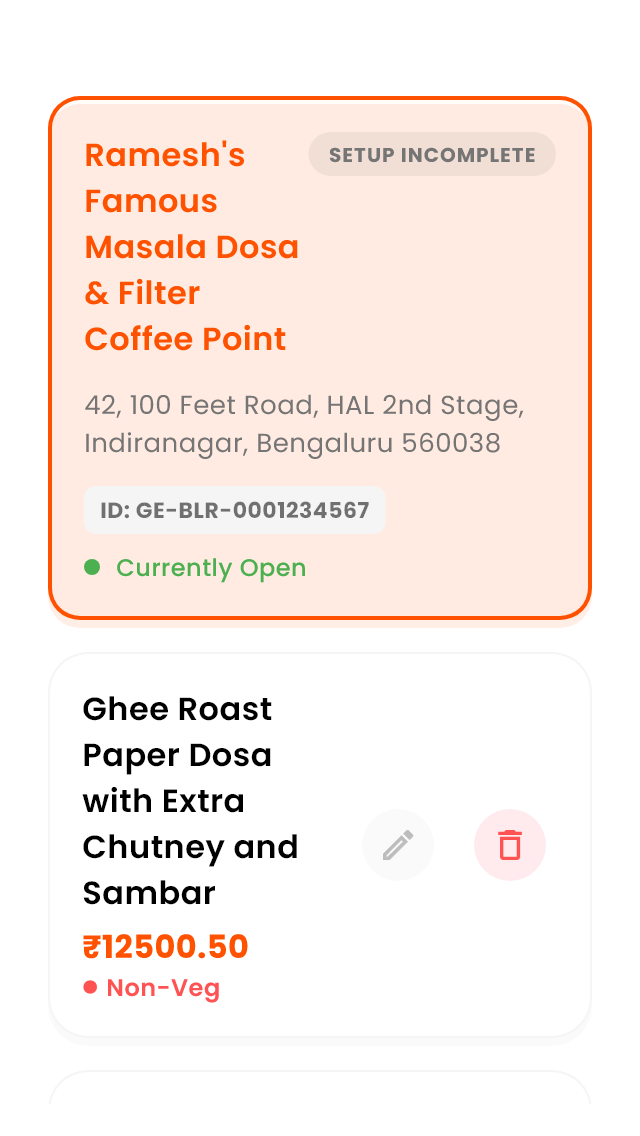 Ramesh's
Famous
Masala Dosa
& Filter
Coffee Point
SETUP INCOMPLETE
42, 100 Feet Road, HAL 2nd Stage,
Indiranagar, Bengaluru 560038
ID: GE-BLR-0001234567
Currently Open
Ghee Roast
Paper Dosa
with Extra
Chutney and
Sambar
₹12500.50
Non-Veg